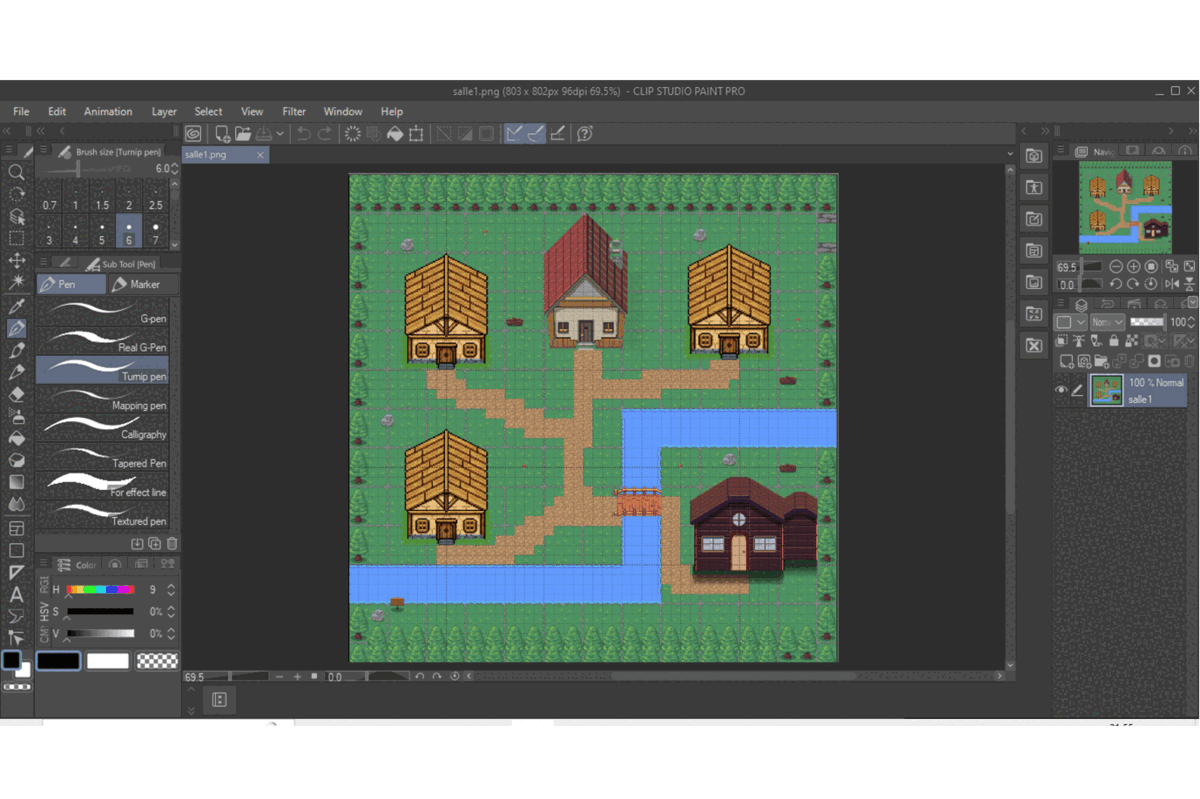 salle1.png (803 x 802px 96dpi 69.5%) - CLIP STUDIO PAINT PRO
File Edit Animation Layer Select View Filter Window Help
Brush size [Turnip pen]
6.0
salle1.png
0.7 1 1.5 2 2.5
3 4 5 6 7
Sub Tool [Pen]
Pen Marker
G-pen
Real G-Pen
Turnip pen
Mapping pen
Calligraphy
Tapered Pen
For effect line
Textured pen
Color
H 9
S 0%
V 0%
RGB
HSV
69.5 0.0
69.5
0.0
100
100 % Normal
salle1